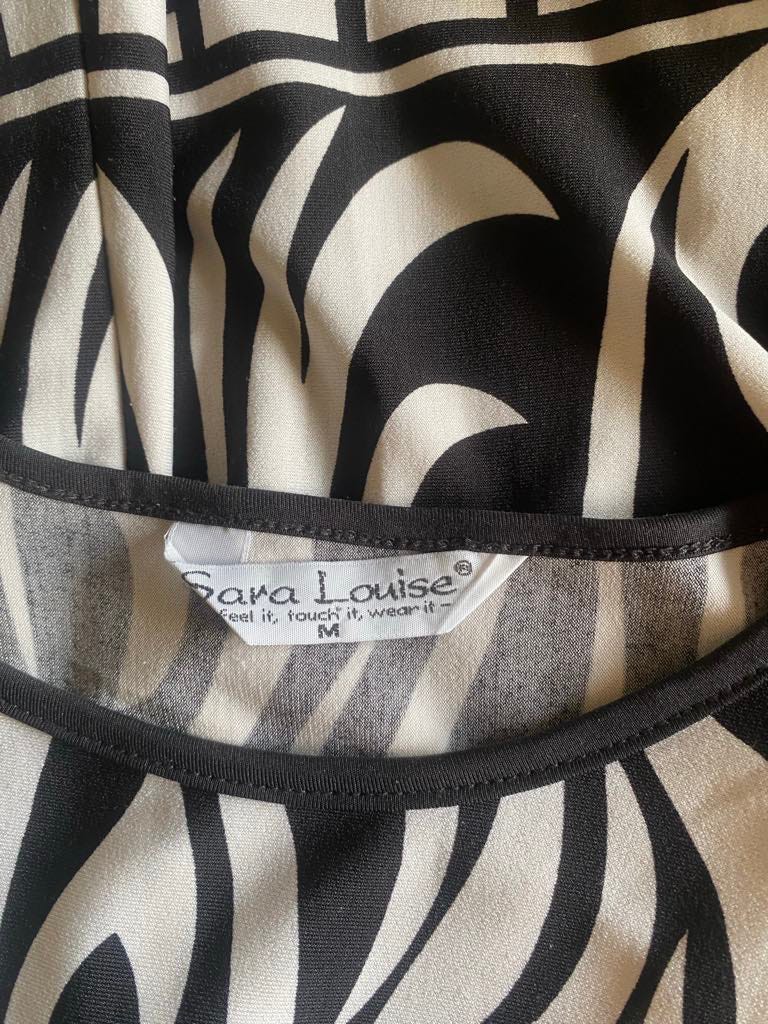 Sara Louise®
feel it, touch it, wear it -
M